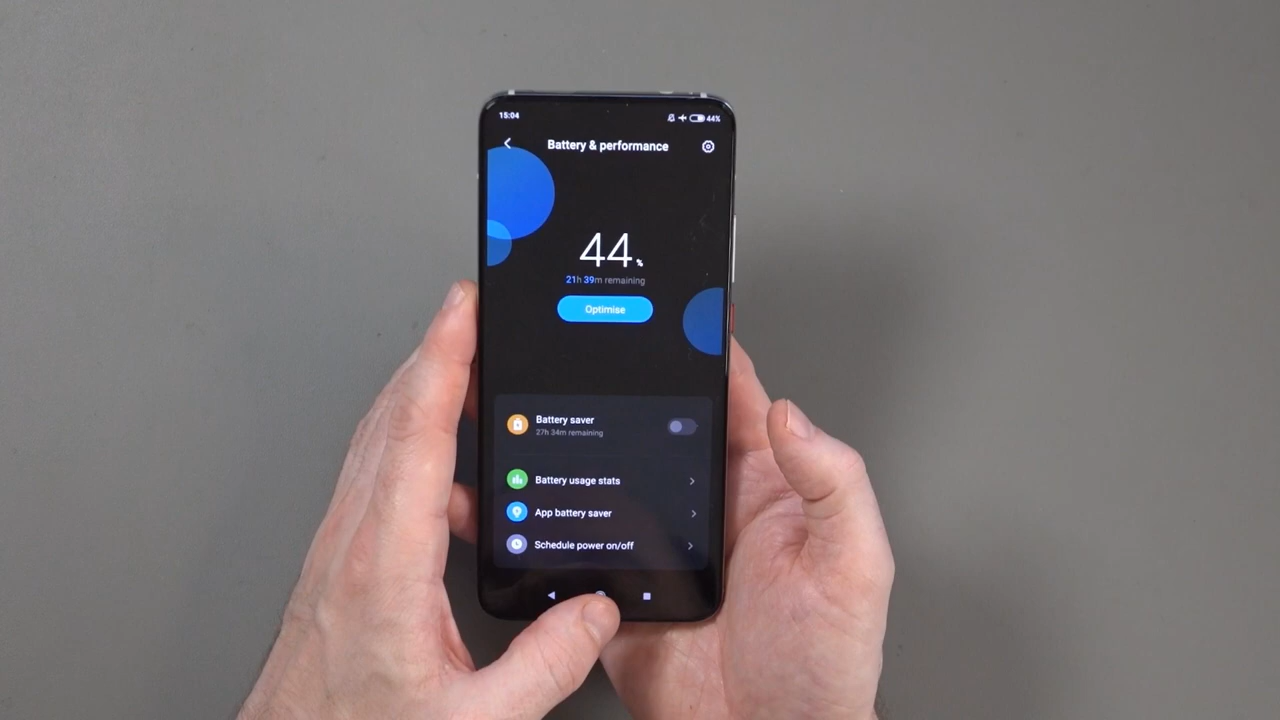 15:04
44%
Battery & performance
44%
21h 39m remaining
Optimise
Battery saver
27h 34m remaining
Battery usage stats
App battery saver
Schedule power on/off